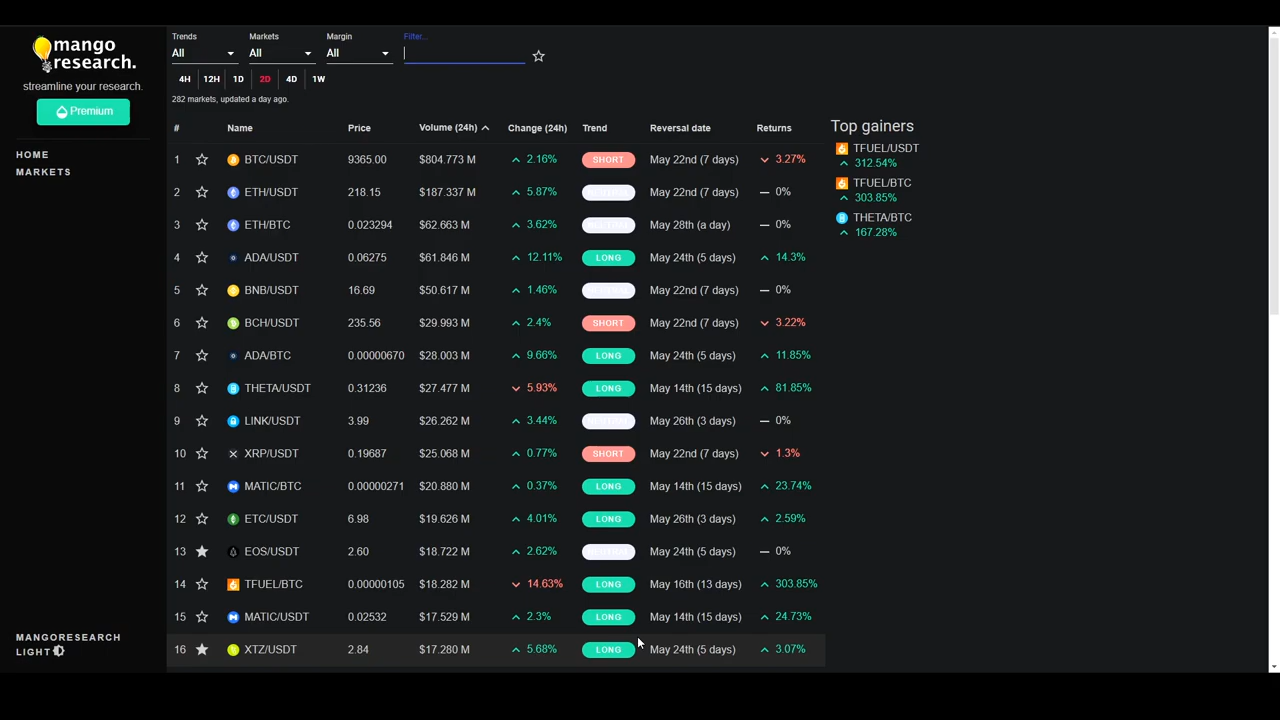 mango
research.
streamline your research.
Premium
HOME
MARKETS
MANGORESEARCH
LIGHT
Trends Markets Margin Filter...
All All All
4H 12H 1D 2D 4D 1W
282 markets, updated a day ago.
# Name Price Volume (24h) Change (24h) Trend Reversal date Returns
1 BTC/USDT 9365.00 $804.773 M 2.16% SHORT May 22nd (7 days) 3.27%
2 ETH/USDT 218.15 $187.337 M 5.87% May 22nd (7 days) 0%
3 ETH/BTC 0.023294 $62.663 M 3.62% May 28th (a day) 0%
4 ADA/USDT 0.06275 $61.846 M 12.11% LONG May 24th (5 days) 14.3%
5 BNB/USDT 16.69 $50.617 M 1.46% May 22nd (7 days) 0%
6 BCH/USDT 235.56 $29.993 M 2.4% SHORT May 22nd (7 days) 3.22%
7 ADA/BTC 0.00000670 $28.003 M 9.66% LONG May 24th (5 days) 11.85%
8 THETA/USDT 0.31236 $27.477 M 5.93% LONG May 14th (15 days) 81.85%
9 LINK/USDT 3.99 $26.262 M 3.44% May 26th (3 days) 0%
10 XRP/USDT 0.19687 $25.068 M 0.77% SHORT May 22nd (7 days) 1.3%
11 MATIC/BTC 0.00000271 $20.880 M 0.37% LONG May 14th (15 days) 23.74%
12 ETC/USDT 6.98 $19.626 M 4.01% LONG May 26th (3 days) 2.59%
13 EOS/USDT 2.60 $18.722 M 2.62% May 24th (5 days) 0%
14 TFUEL/BTC 0.00000105 $18.282 M 14.63% LONG May 16th (13 days) 303.85%
15 MATIC/USDT 0.02532 $17.529 M 2.3% LONG May 14th (15 days) 24.73%
16 XTZ/USDT 2.84 $17.280 M 5.68% LONG May 24th (5 days) 3.07%
Top gainers
TFUEL/USDT
312.54%
TFUEL/BTC
303.85%
THETA/BTC
167.28%